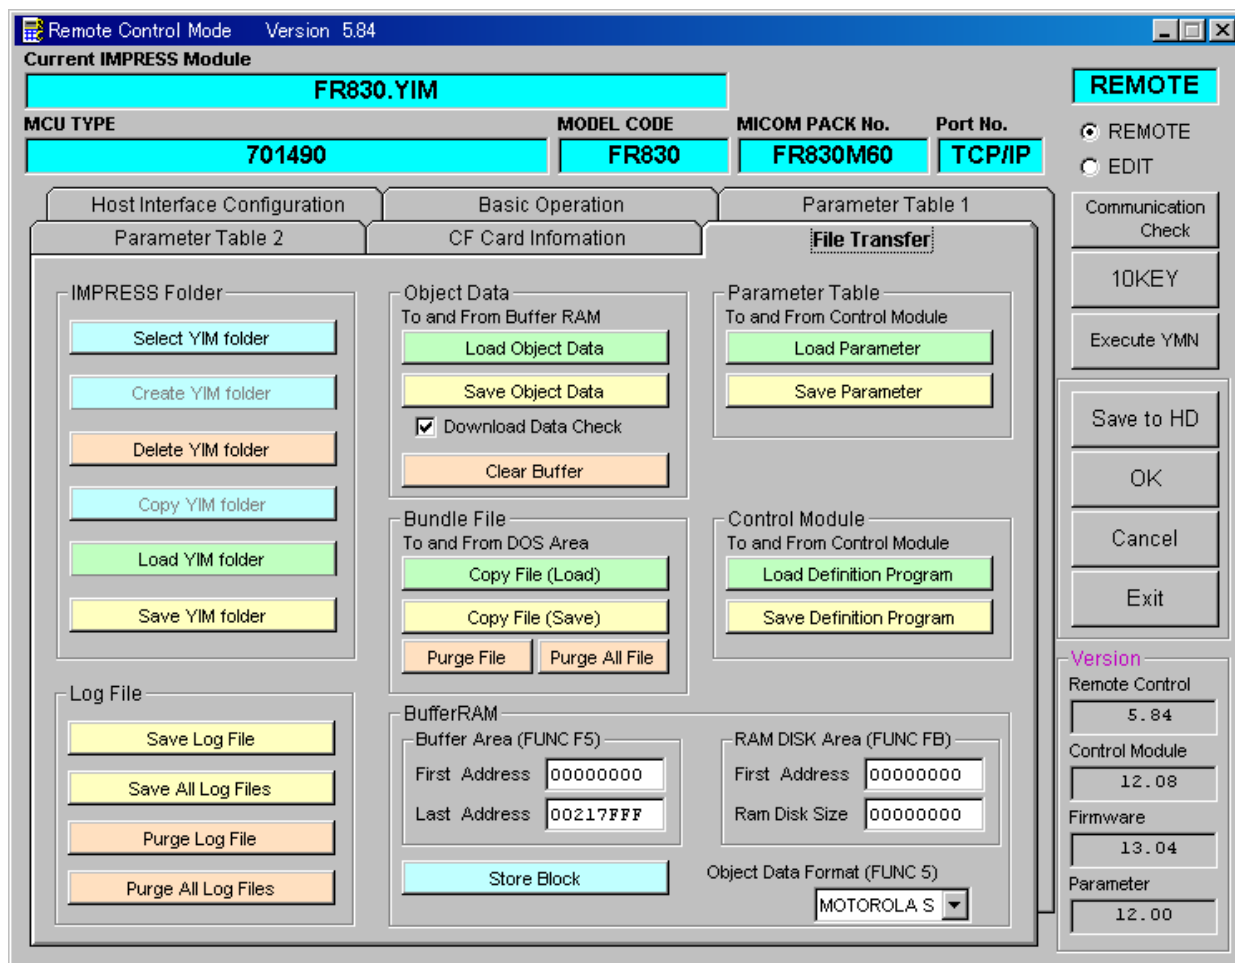 Remote Control Mode Version 5.84
Current IMPRESS Module
FR830.YIM
REMOTE
MCU TYPE
MODEL CODE
MICOM PACK No.
Port No.
701490
FR830
FR830M60
TCP/IP
REMOTE
EDIT
Host Interface Configuration
Basic Operation
Parameter Table 1
Parameter Table 2
CF Card Infomation
File Transfer
Communication
Check
10KEY
Execute YMN
Save to HD
OK
Cancel
Exit
IMPRESS Folder
Select YIM folder
Create YIM folder
Delete YIM folder
Copy YIM folder
Load YIM folder
Save YIM folder
Object Data
To and From Buffer RAM
Load Object Data
Save Object Data
Download Data Check
Clear Buffer
Parameter Table
To and From Control Module
Load Parameter
Save Parameter
Bundle File
To and From DOS Area
Copy File (Load)
Copy File (Save)
Purge File
Purge All File
Control Module
To and From Control Module
Load Definition Program
Save Definition Program
Log File
Save Log File
Save All Log Files
Purge Log File
Purge All Log Files
BufferRAM
Buffer Area (FUNC F5)
First Address 00000000
Last Address 00217FFF
RAM DISK Area (FUNC FB)
First Address 00000000
Ram Disk Size 00000000
Store Block
Object Data Format (FUNC 5)
MOTOROLA S
Version
Remote Control
5.84
Control Module
12.08
Firmware
13.04
Parameter
12.00